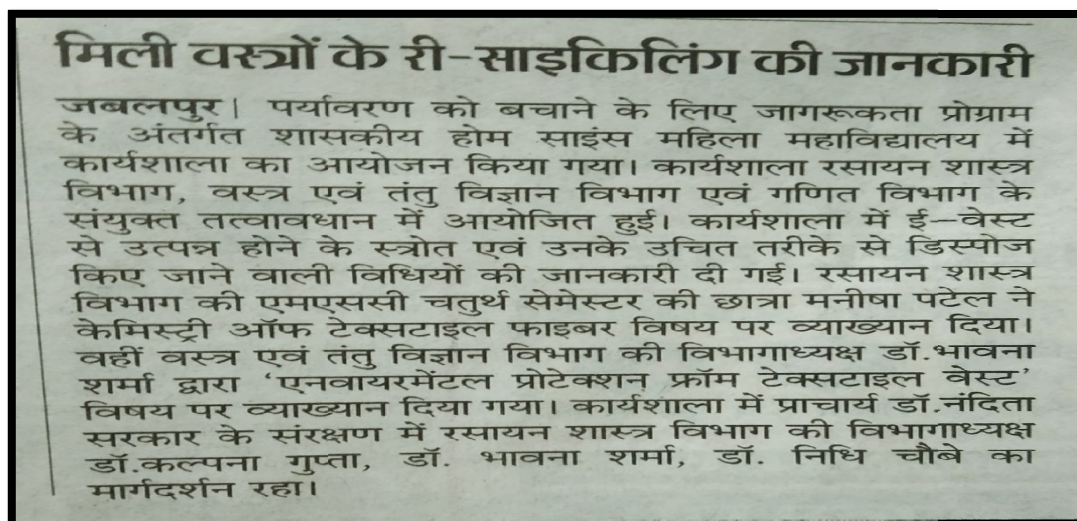 मिली वस्त्रों के री-साइकिलिंग की जानकारी
जबलपुर। पर्यावरण को बचाने के लिए जागरूकता प्रोग्राम
के अंतर्गत शासकीय होम साइंस महिला महाविद्यालय में
कार्यशाला का आयोजन किया गया। कार्यशाला रसायन शास्त्र
विभाग, वस्त्र एवं तंतु विज्ञान विभाग एवं गणित विभाग के
संयुक्त तत्वावधान में आयोजित हुई। कार्यशाला में ई-वेस्ट
से उत्पन्न होने के स्त्रोत एवं उनके उचित तरीके से डिस्पोज
किए जाने वाली विधियों की जानकारी दी गई। रसायन शास्त्र
विभाग की एमएससी चतुर्थ सेमेस्टर की छात्रा मनीषा पटेल ने
केमिस्ट्री ऑफ टेक्सटाइल फाइबर विषय पर व्याख्यान दिया।
वहीं वस्त्र एवं तंतु विज्ञान विभाग की विभागाध्यक्ष डॉ.भावना
शर्मा द्वारा ‘एनवायरमेंटल प्रोटेक्शन फ्रॉम टेक्सटाइल वेस्ट’
विषय पर व्याख्यान दिया गया। कार्यशाला में प्राचार्य डॉ.नंदिता
सरकार के संरक्षण में रसायन शास्त्र विभाग की विभागाध्यक्ष
डॉ.कल्पना गुप्ता, डॉ. भावना शर्मा, डॉ. निधि चौबे का
मार्गदर्शन रहा।